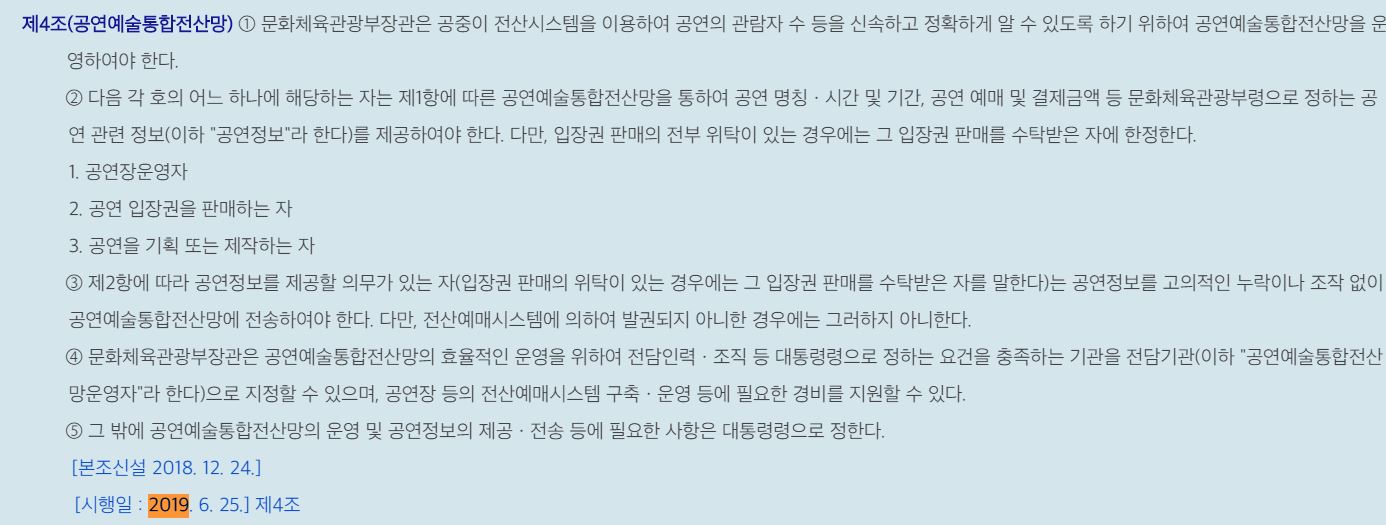 제4조(공연예술통합전산망) ① 문화체육관광부장관은 공중이 전산시스템을 이용하여 공연의 관람자 수 등을 신속하고 정확하게 알 수 있도록 하기 위하여 공연예술통합전산망을 운
영하여야 한다.
② 다음 각 호의 어느 하나에 해당하는 자는 제1항에 따른 공연예술통합전산망을 통하여 공연 명칭ㆍ시간 및 기간, 공연 예매 및 결제금액 등 문화체육관광부령으로 정하는 공
연 관련 정보(이하 "공연정보"라 한다)를 제공하여야 한다. 다만, 입장권 판매의 전부 위탁이 있는 경우에는 그 입장권 판매를 수탁받은 자에 한정한다.
1. 공연장운영자
2. 공연 입장권을 판매하는 자
3. 공연을 기획 또는 제작하는 자
③ 제2항에 따라 공연정보를 제공할 의무가 있는 자(입장권 판매의 위탁이 있는 경우에는 그 입장권 판매를 수탁받은 자를 말한다)는 공연정보를 고의적인 누락이나 조작 없이
공연예술통합전산망에 전송하여야 한다. 다만, 전산예매시스템에 의하여 발권되지 아니한 경우에는 그러하지 아니한다.
④ 문화체육관광부장관은 공연예술통합전산망의 효율적인 운영을 위하여 전담인력ㆍ조직 등 대통령령으로 정하는 요건을 충족하는 기관을 전담기관(이하 "공연예술통합전산
망운영자"라 한다)으로 지정할 수 있으며, 공연장 등의 전산예매시스템 구축ㆍ운영 등에 필요한 경비를 지원할 수 있다.
⑤ 그 밖에 공연예술통합전산망의 운영 및 공연정보의 제공ㆍ전송 등에 필요한 사항은 대통령령으로 정한다.
[본조신설 2018. 12. 24.]
[시행일 : 2019. 6. 25.] 제4조